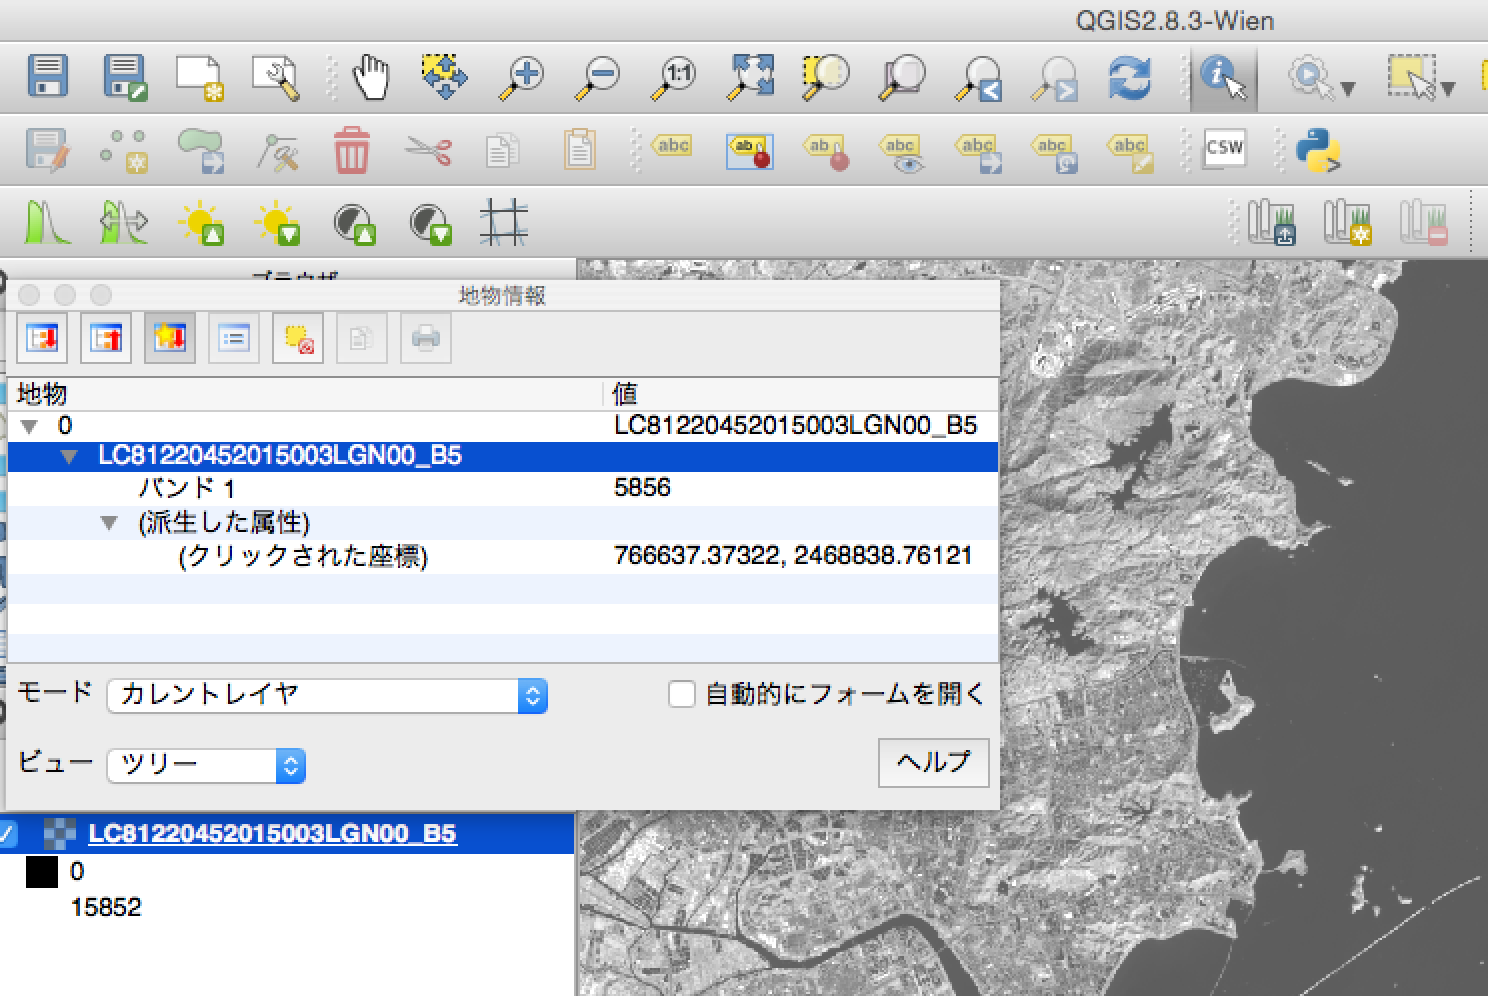 QGIS2.8.3-Wien
1:1
abc
ab
ab
abc
abc
abc
abc
CSW
ブラウザ
地物情報
地物 値
0 LC81220452015003LGN00_B5
LC81220452015003LGN00_B5
バンド 1 5856
(派生した属性)
(クリックされた座標) 766637.37322, 2468838.76121
モード カレントレイヤ 自動的にフォームを開く
ビュー ツリー ヘルプ
LC81220452015003LGN00_B5
0
15852